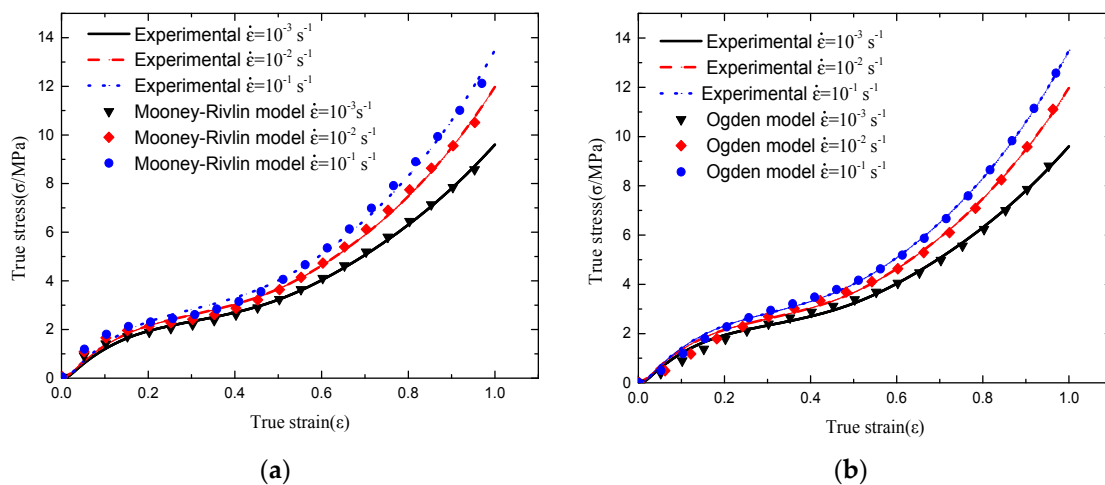 Experimental ε̇=10⁻³ s⁻¹
Experimental ε̇=10⁻² s⁻¹
Experimental ε̇=10⁻¹ s⁻¹
Mooney-Rivlin model ε̇=10⁻³s⁻¹
Mooney-Rivlin model ε̇=10⁻² s⁻¹
Mooney-Rivlin model ε̇=10⁻¹ s⁻¹
True stress(σ/MPa)
14
12
10
8
6
4
2
0
0.0 0.2 0.4 0.6 0.8 1.0
True strain(ε)
(a)
Experimental ε̇=10⁻³ s⁻¹
Experimental ε̇=10⁻² s⁻¹
Experimental ε̇=10⁻¹ s⁻¹
Ogden model ε̇=10⁻³ s⁻¹
Ogden model ε̇=10⁻² s⁻¹
Ogden model ε̇=10⁻¹ s⁻¹
True stress(σ/MPa)
14
12
10
8
6
4
2
0
0.0 0.2 0.4 0.6 0.8 1.0
True strain(ε)
(b)